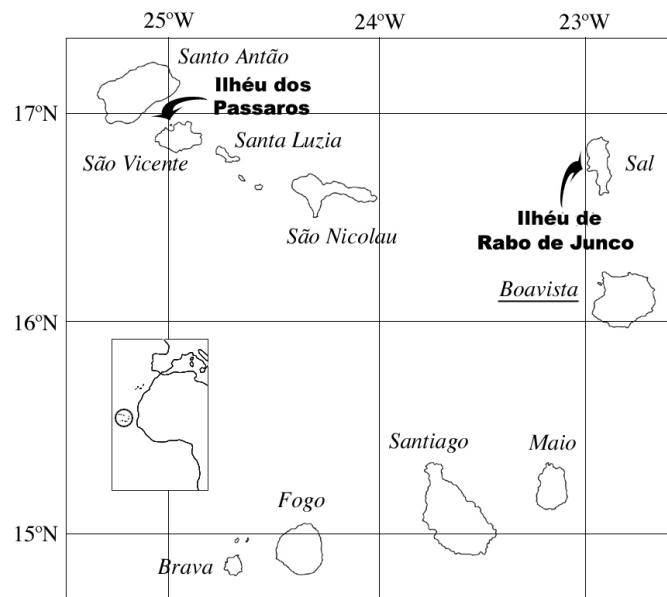 25ºW
24ºW
23ºW
Santo Antão
Ilhéu dos
Passaros
17ºN
Santa Luzia
São Vicente
Sal
Ilhéu de
Rabo de Junco
São Nicolau
Boavista
16ºN
Santiago
Maio
Fogo
15ºN
Brava